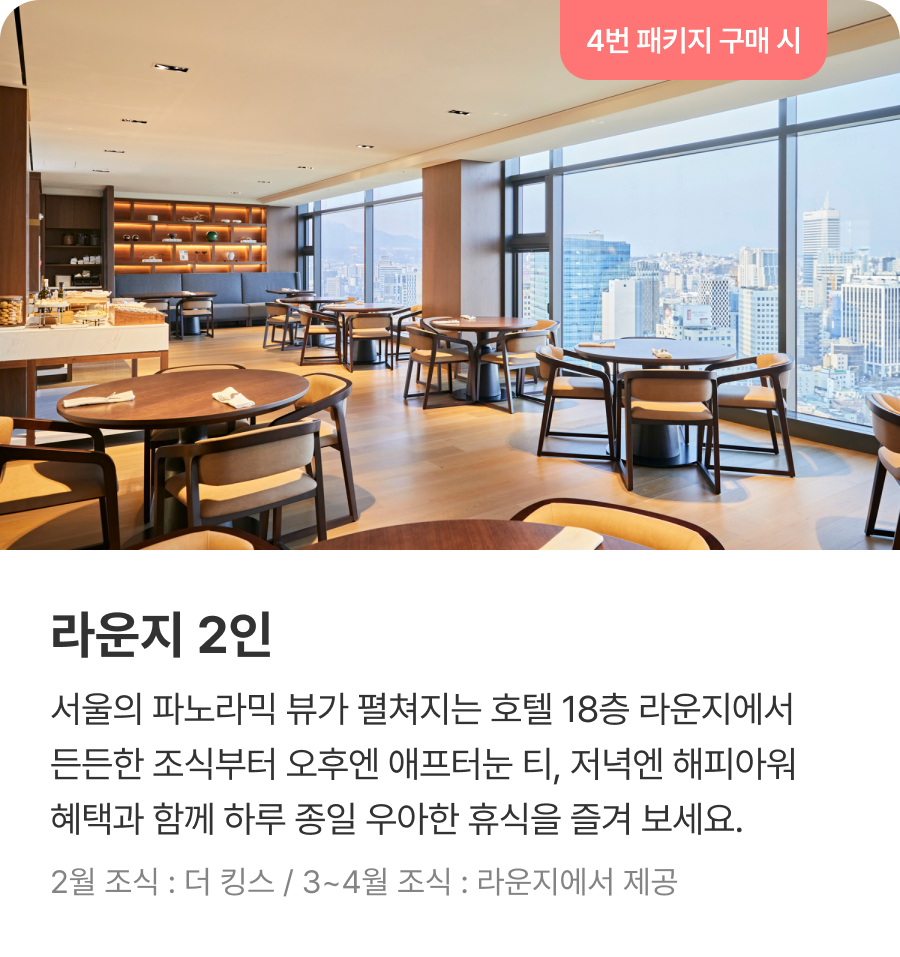 4번 패키지 구매 시
라운지 2인
서울의 파노라믹 뷰가 펼쳐지는 호텔 18층 라운지에서
든든한 조식부터 오후엔 애프터눈 티, 저녁엔 해피아워
혜택과 함께 하루 종일 우아한 휴식을 즐겨 보세요.
2월 조식 : 더 킹스 / 3~4월 조식 : 라운지에서 제공